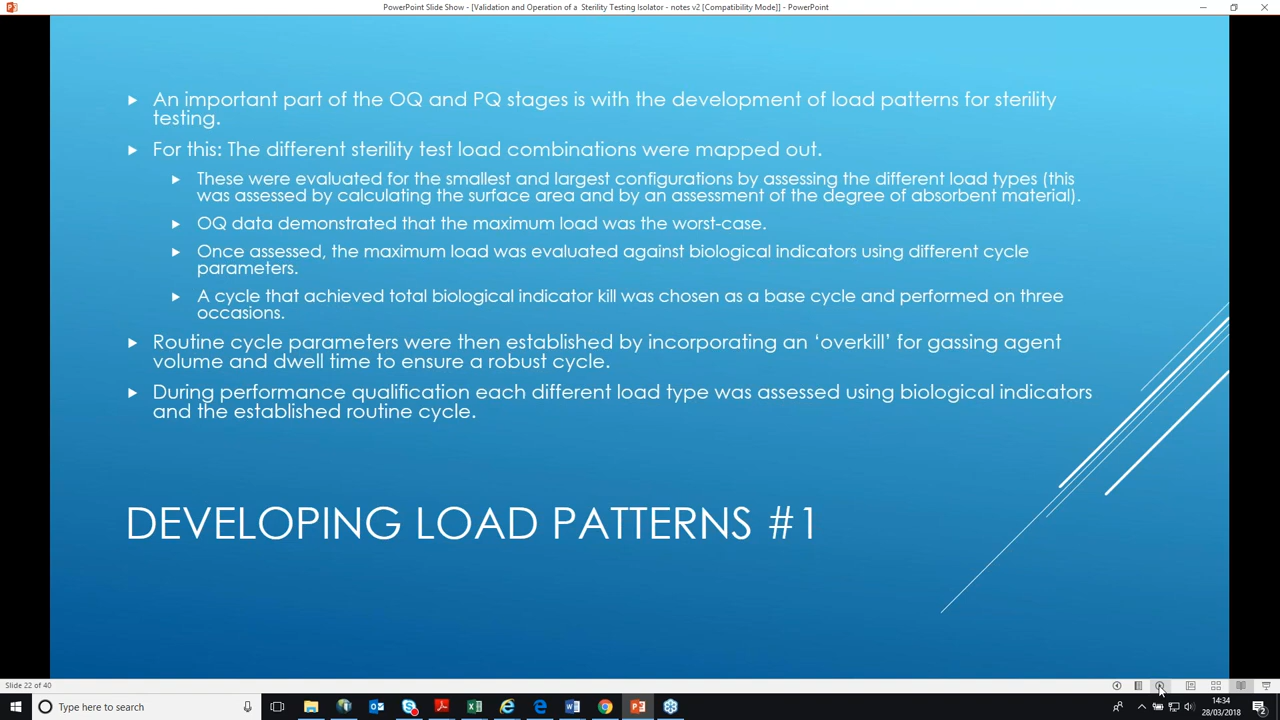 PowerPoint Slide Show - [Validation and Operation of a Sterility Testing Isolator - notes v2 [Compatibility Mode]] - PowerPoint
An important part of the OQ and PQ stages is with the development of load patterns for sterility
testing.
For this: The different sterility test load combinations were mapped out.
These were evaluated for the smallest and largest configurations by assessing the different load types (this
was assessed by calculating the surface area and by an assessment of the degree of absorbent material).
OQ data demonstrated that the maximum load was the worst-case.
Once assessed, the maximum load was evaluated against biological indicators using different cycle
parameters.
A cycle that achieved total biological indicator kill was chosen as a base cycle and performed on three
occasions.
Routine cycle parameters were then established by incorporating an ‘overkill’ for gassing agent
volume and dwell time to ensure a robust cycle.
During performance qualification each different load type was assessed using biological indicators
and the established routine cycle.
DEVELOPING LOAD PATTERNS #1
Slide 22 of 40
Type here to search
14:34
28/03/2018
2